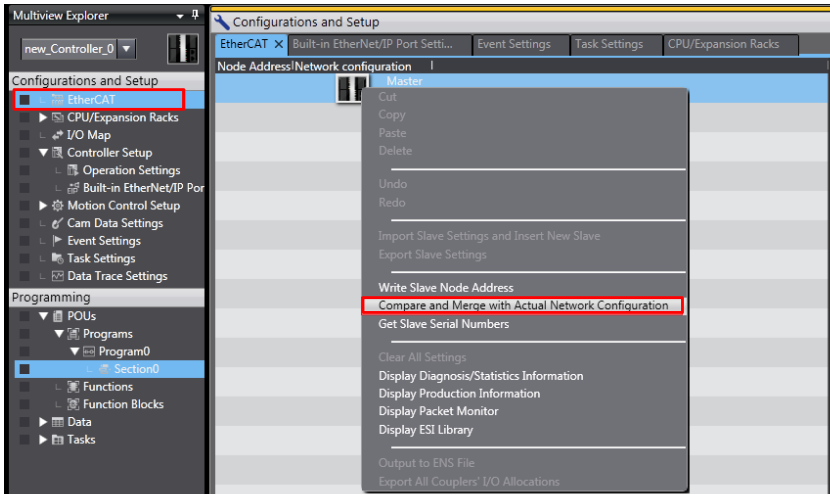 Multiview Explorer
new_Controller_0
Configurations and Setup
EtherCAT
CPU/Expansion Racks
I/O Map
Controller Setup
Operation Settings
Built-in EtherNet/IP Por
Motion Control Setup
Cam Data Settings
Event Settings
Task Settings
Data Trace Settings
Programming
POUs
Programs
Program0
Section0
Functions
Function Blocks
Data
Tasks
Configurations and Setup
EtherCAT Built-in EtherNet/IP Port Setti... Event Settings Task Settings CPU/Expansion Racks
Node Address Network configuration
Master
Cut
Copy
Paste
Delete
Undo
Redo
Import Slave Settings and Insert New Slave
Export Slave Settings
Write Slave Node Address
Compare and Merge with Actual Network Configuration
Get Slave Serial Numbers
Clear All Settings
Display Diagnosis/Statistics Information
Display Production Information
Display Packet Monitor
Display ESI Library
Output to ENS File
Export All Couplers' I/O Allocations